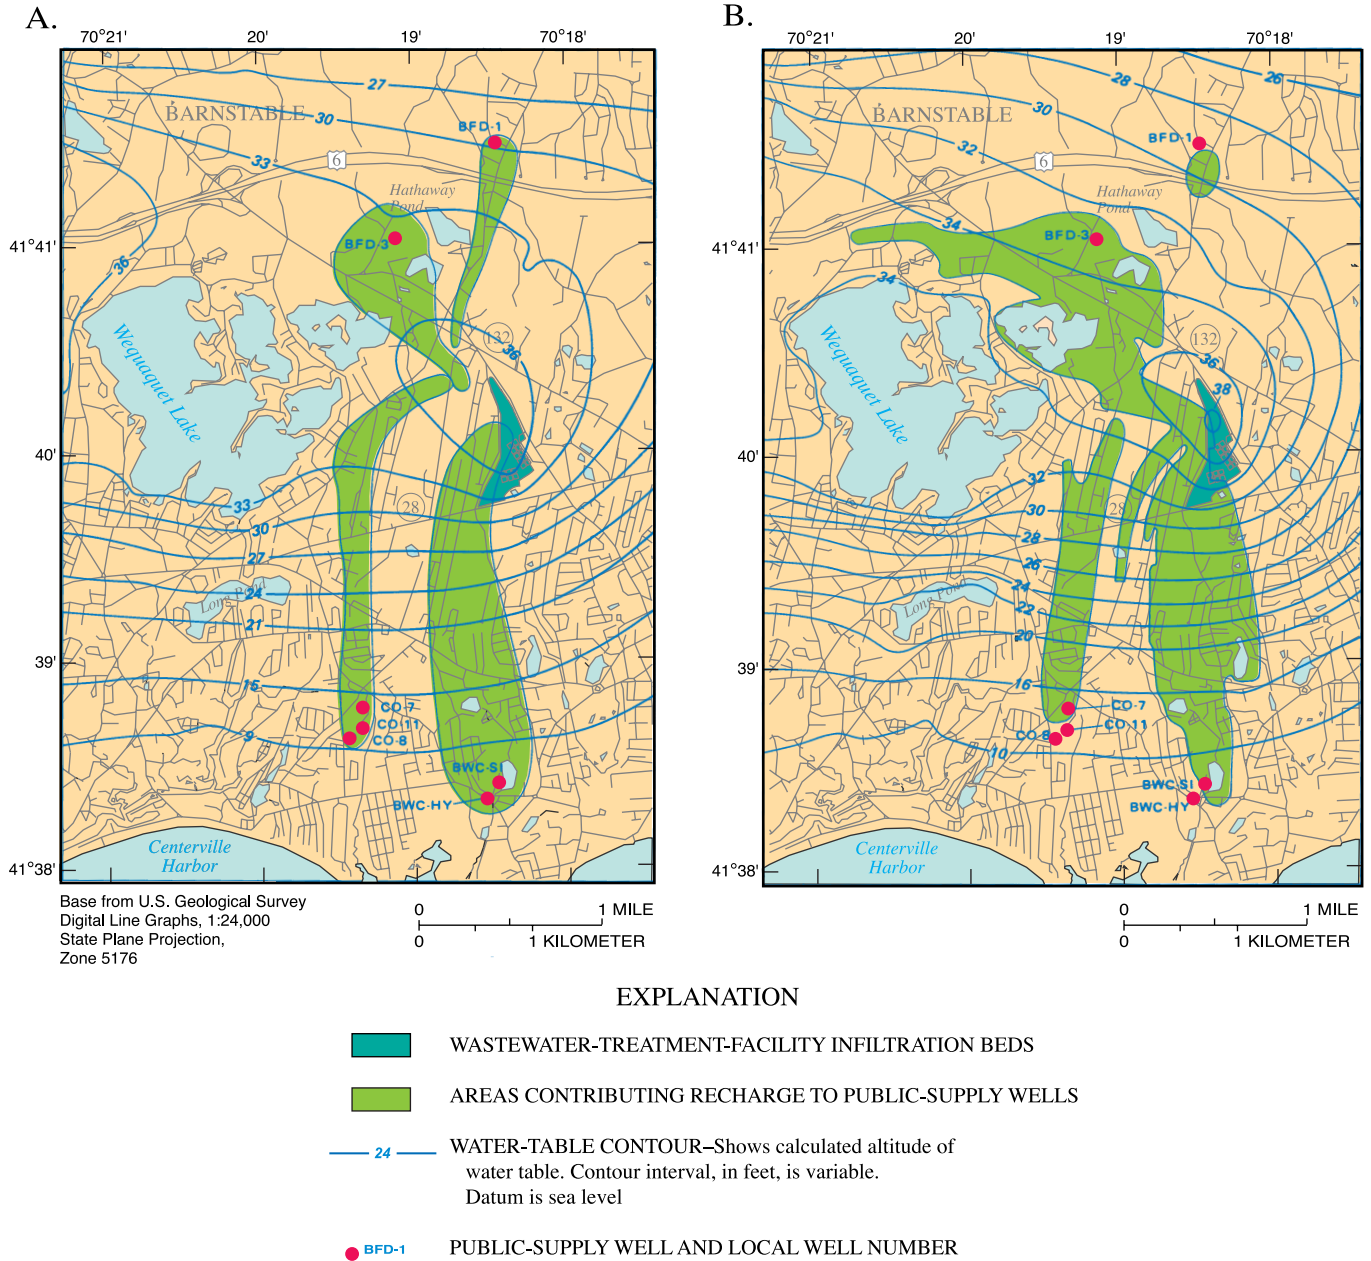 A.
70°21'
20'
19'
70°18'
27
BARNSTABLE
30
BFD-1
33
6
Hathaway
Pond
41°41'
BFD-3
36
132
36
Wequaquet Lake
40'
33
28
30
27
Long Pond
24
21
39'
15
CO-7
CO-11
9
CO-8
BWC-SI
BWC-HY
Centerville
Harbor
41°38'
Base from U.S. Geological Survey
Digital Line Graphs, 1:24,000
State Plane Projection,
Zone 5176
0 1 MILE
0 1 KILOMETER
B.
70°21'
20'
19'
70°18'
28
26
30
BARNSTABLE
BFD-1
32
6
Hathaway
Pond
34
41°41'
BFD-3
34
132
36
Wequaquet Lake
38
40'
32
30
28
28
26
24
Long Pond
22
20
39'
16
CO-7
CO-11
CO-8
10
BWC-SI
BWC-HY
Centerville
Harbor
41°38'
0 1 MILE
0 1 KILOMETER
EXPLANATION
WASTEWATER-TREATMENT-FACILITY INFILTRATION BEDS
AREAS CONTRIBUTING RECHARGE TO PUBLIC-SUPPLY WELLS
24 WATER-TABLE CONTOUR–Shows calculated altitude of
water table. Contour interval, in feet, is variable.
Datum is sea level
BFD-1 PUBLIC-SUPPLY WELL AND LOCAL WELL NUMBER